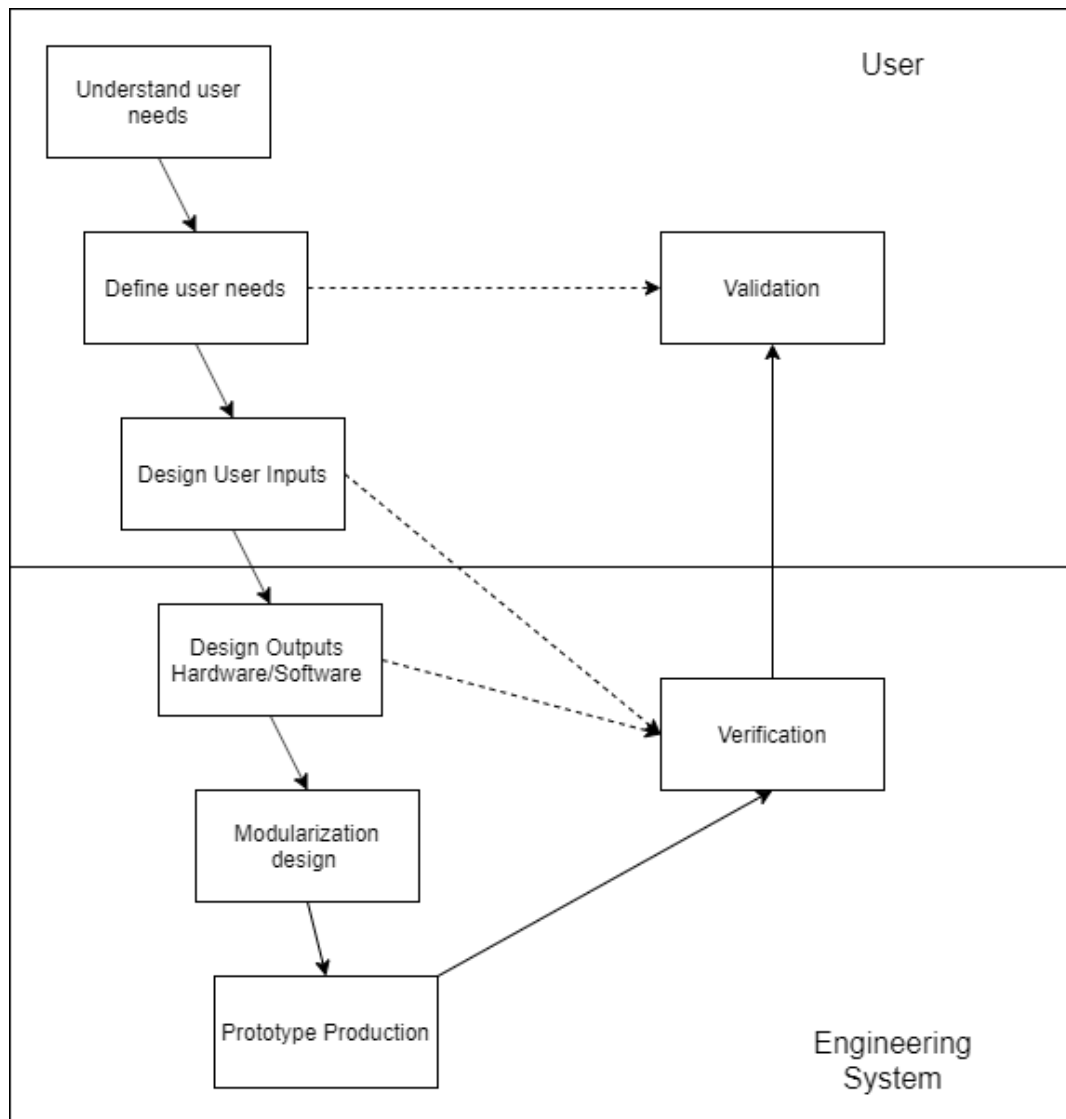 User
Understand user
needs
Define user needs
Validation
Design User Inputs
Design Outputs
Hardware/Software
Verification
Modularization
design
Prototype Production
Engineering
System